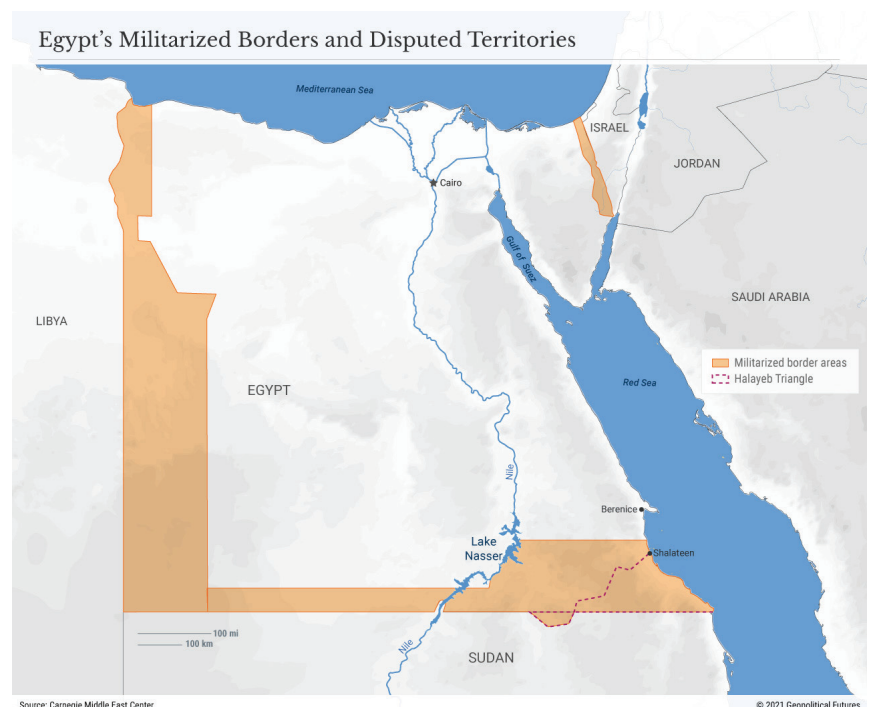 Egypt's Militarized Borders and Disputed Territories
Mediterranean Sea
ISRAEL
JORDAN
Cairo
Gulf of Suez
SAUDI ARABIA
LIBYA
Militarized border areas
Halayeb Triangle
Red Sea
EGYPT
Nile
Berenice
Lake
Nasser
Shalateen
100 mi
100 km
Nile
SUDAN
Source: Carnegie Middle East Center
© 2021 Geopolitical Futures